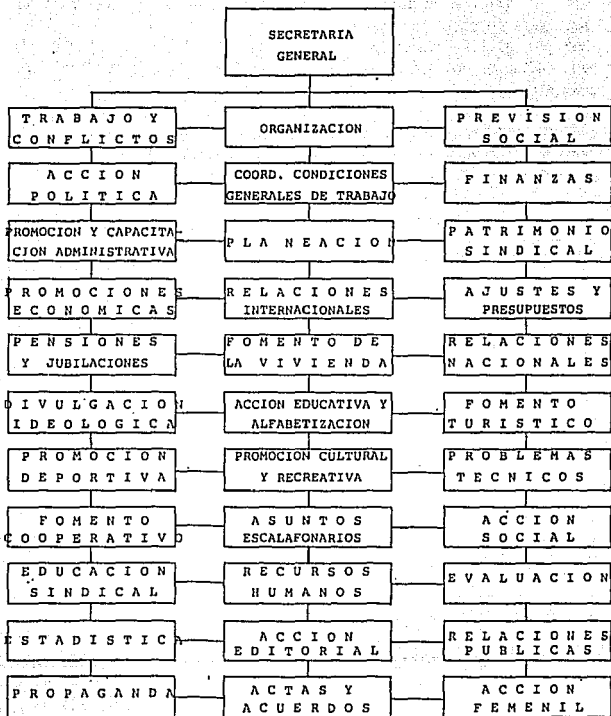 SECRETARIA
GENERAL
TRABAJO Y
CONFLICTOS
ORGANIZACION
PREVISION
SOCIAL
ACCION
POLITICA
COORD. CONDICIONES
GENERALES DE TRABAJO
FINANZAS
PROMOCION Y CAPACITA-
CION ADMINISTRATIVA
PLANEACION
PATRIMONIO
SINDICAL
PROMOCIONES
ECONOMICAS
RELACIONES
INTERNACIONALES
AJUSTES Y
PRESUPUESTOS
PENSIONES
Y JUBILACIONES
FOMENTO DE
LA VIVIENDA
RELACIONES
NACIONALES
DIVULGACION
IDEOLOGICA
ACCION EDUCATIVA Y
ALFABETIZACION
FOMENTO
TURISTICO
PROMOCION
DEPORTIVA
PROMOCION CULTURAL
Y RECREATIVA
PROBLEMAS
TECNICOS
FOMENTO
COOPERATIVO
ASUNTOS
ESCALAFONARIOS
ACCION
SOCIAL
EDUCACION
SINDICAL
RECURSOS
HUMANOS
EVALUACION
ESTADISTICA
ACCION
EDITORIAL
RELACIONES
PUBLICAS
PROPAGANDA
ACTAS Y
ACUERDOS
ACCION
FEMENIL